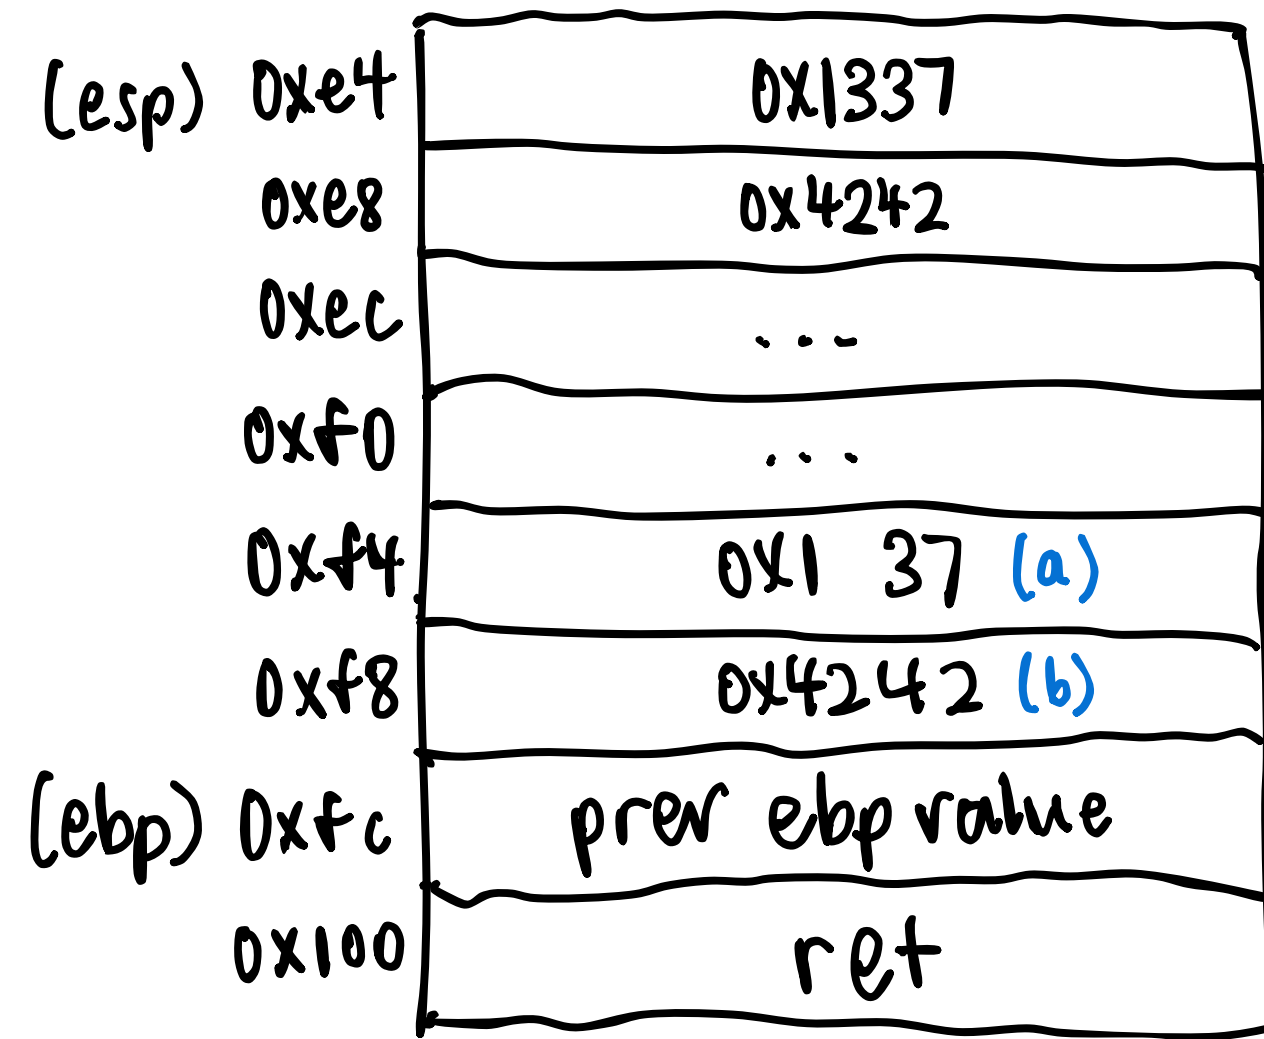 (esp) 0xe4 0x1337
0xe8 0x4242
0xec ...
0xf0 ...
0xf4 0x1 37 (a)
0xf8 0x4242 (b)
(ebp) 0xfc prev ebp value
0x100 ret